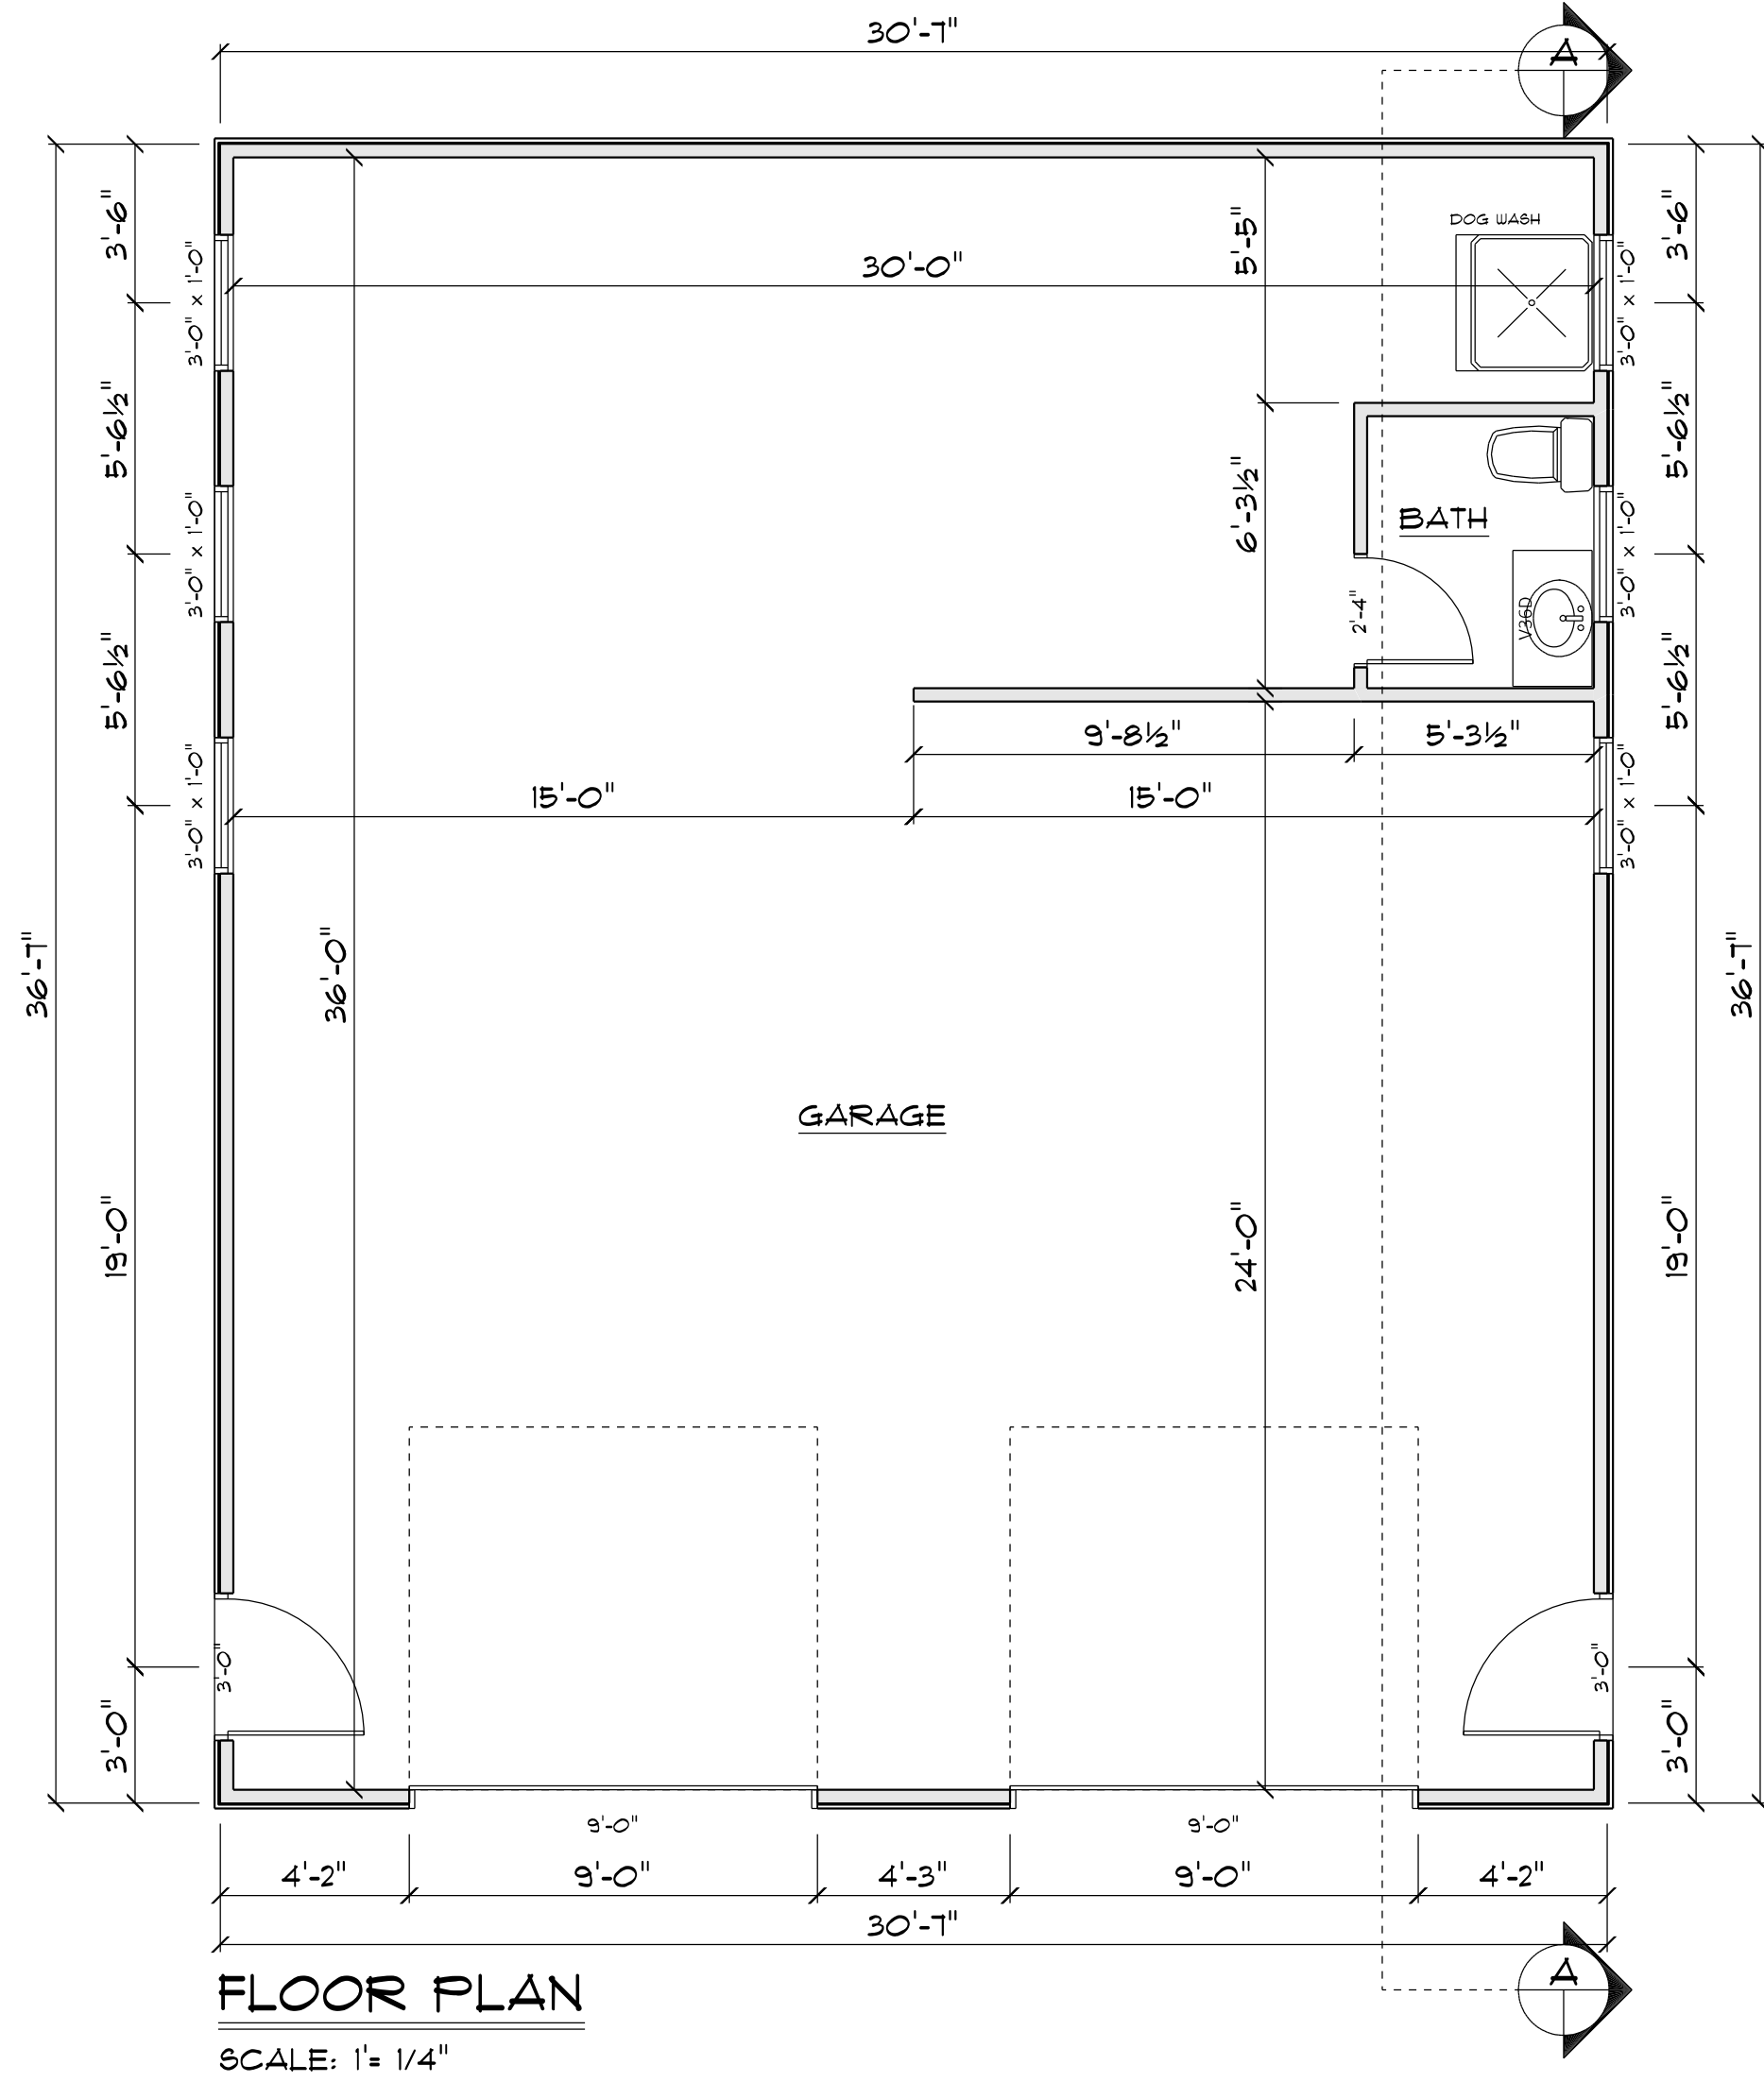 30'-7"
A
3'-6"
3'-6"
DOG WASH
5'-5"
30'-0"
3'-0" x 1'-0"
3'-0" x 1'-0"
5'-6½"
5'-6½"
6'-3½"
BATH
3'-0" x 1'-0"
3'-0" x 1'-0"
2'-4"
V36D
5'-6½"
5'-6½"
9'-8½"
5'-3½"
3'-0" x 1'-0"
3'-0" x 1'-0"
15'-0"
15'-0"
36'-7"
36'-0"
36'-7"
GARAGE
19'-0"
24'-0"
19'-0"
3'-0"
3'-0"
3'-0"
3'-0"
9'-0"
9'-0"
4'-2"
9'-0"
4'-3"
9'-0"
4'-2"
30'-7"
A
FLOOR PLAN
SCALE: 1'= 1/4"